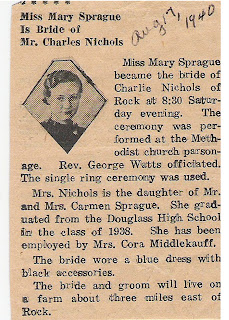 Miss Mary Sprague
Is Bride of
Mr. Charles Nichols
Aug 17, 1940
Miss Mary Sprague
became the bride of
Charlie Nichols of
Rock at 8:30 Satur-
day evening. The
ceremony was per-
formed at the Meth-
odist church parson-
age. Rev. George Watts officiated.
The single ring ceremony was used.
Mrs. Nichols is the daughter of Mr.
and Mrs. Carmen Sprague. She grad-
uated from the Douglass High School
in the class of 1938. She has been
employed by Mrs. Cora Middlekauff.
The bride wore a blue dress with
black accessories.
The bride and groom will live on
a farm about three miles east of
Rock.